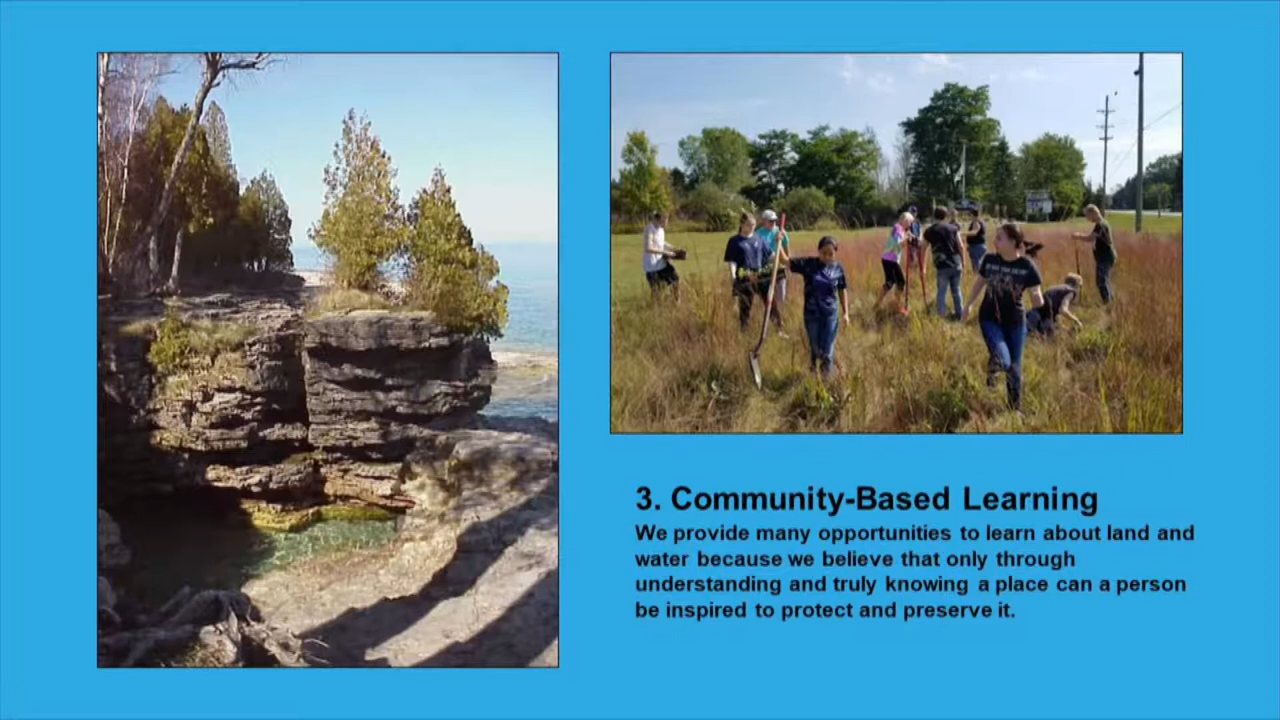 3. Community-Based Learning
We provide many opportunities to learn about land and
water because we believe that only through
understanding and truly knowing a place can a person
be inspired to protect and preserve it.